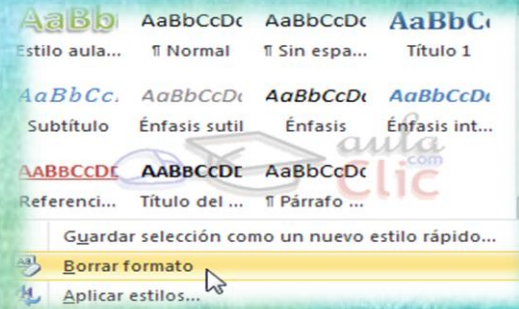 AaBb AaBbCcDc AaBbCcDc AaBbC
Estilo aula... ¶ Normal ¶ Sin espa... Título 1
AaBbCc. AaBbCcDc AaBbCcDc AaBbCcDc
Subtítulo Énfasis sutil Énfasis Énfasis int...
AABBCCDD AABBCCDD AaBbCcDc
Referenci... Título del ... ¶ Párrafo ...
aula
.com
Clic
Guardar selección como un nuevo estilo rápido...
Borrar formato
Aplicar estilos...